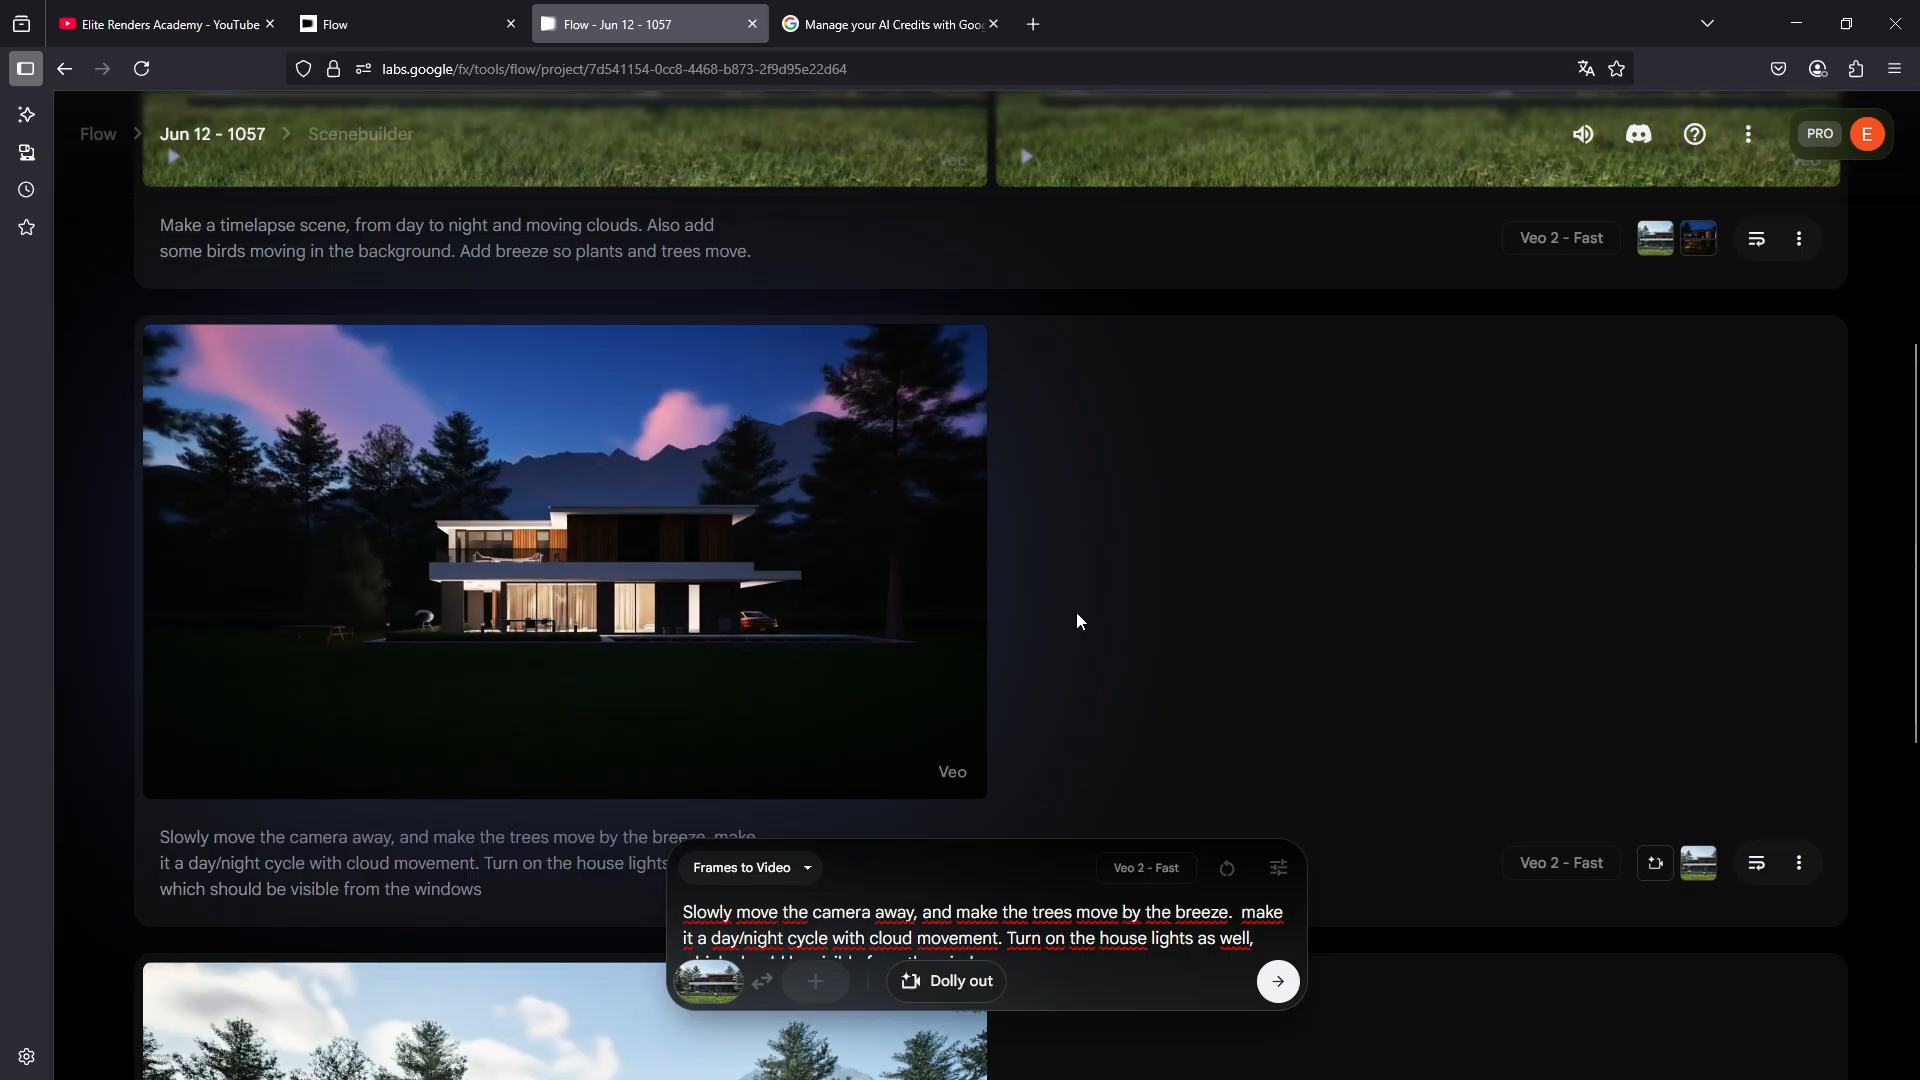 Elite Renders Academy - YouTube
Flow
Flow - Jun 12 - 1057
Manage your AI Credits with Goo
labs.google/fx/tools/flow/project/7d541154-0cc8-4468-b873-2f9d95e22d64
Flow
Jun 12 - 1057
Scenebuilder
PRO
E
Veo
Veo
Make a timelapse scene, from day to night and moving clouds. Also add
some birds moving in the background. Add breeze so plants and trees move.
Veo 2 - Fast
Veo
Slowly move the camera away, and make the trees move by the breeze. make
it a day/night cycle with cloud movement. Turn on the house lights
which should be visible from the windows
Veo 2 - Fast
Frames to Video
Veo 2 - Fast
Slowly move the camera away, and make the trees move by the breeze.  make
it a day/night cycle with cloud movement. Turn on the house lights as well,
Dolly out